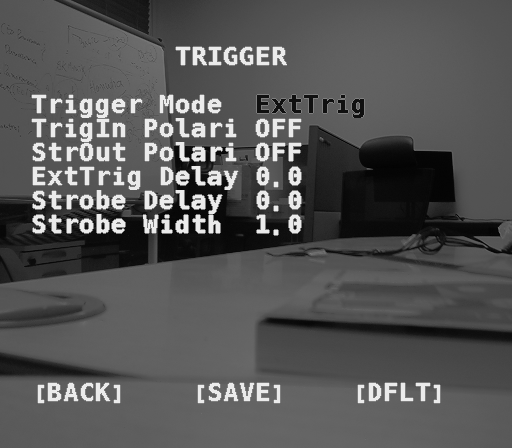 TRIGGER
Trigger Mode ExtTrig
TrigIn Polari OFF
StrOut Polari OFF
ExtTrig Delay 0.0
Strobe Delay 0.0
Strobe Width 1.0
[BACK] [SAVE] [DFLT]